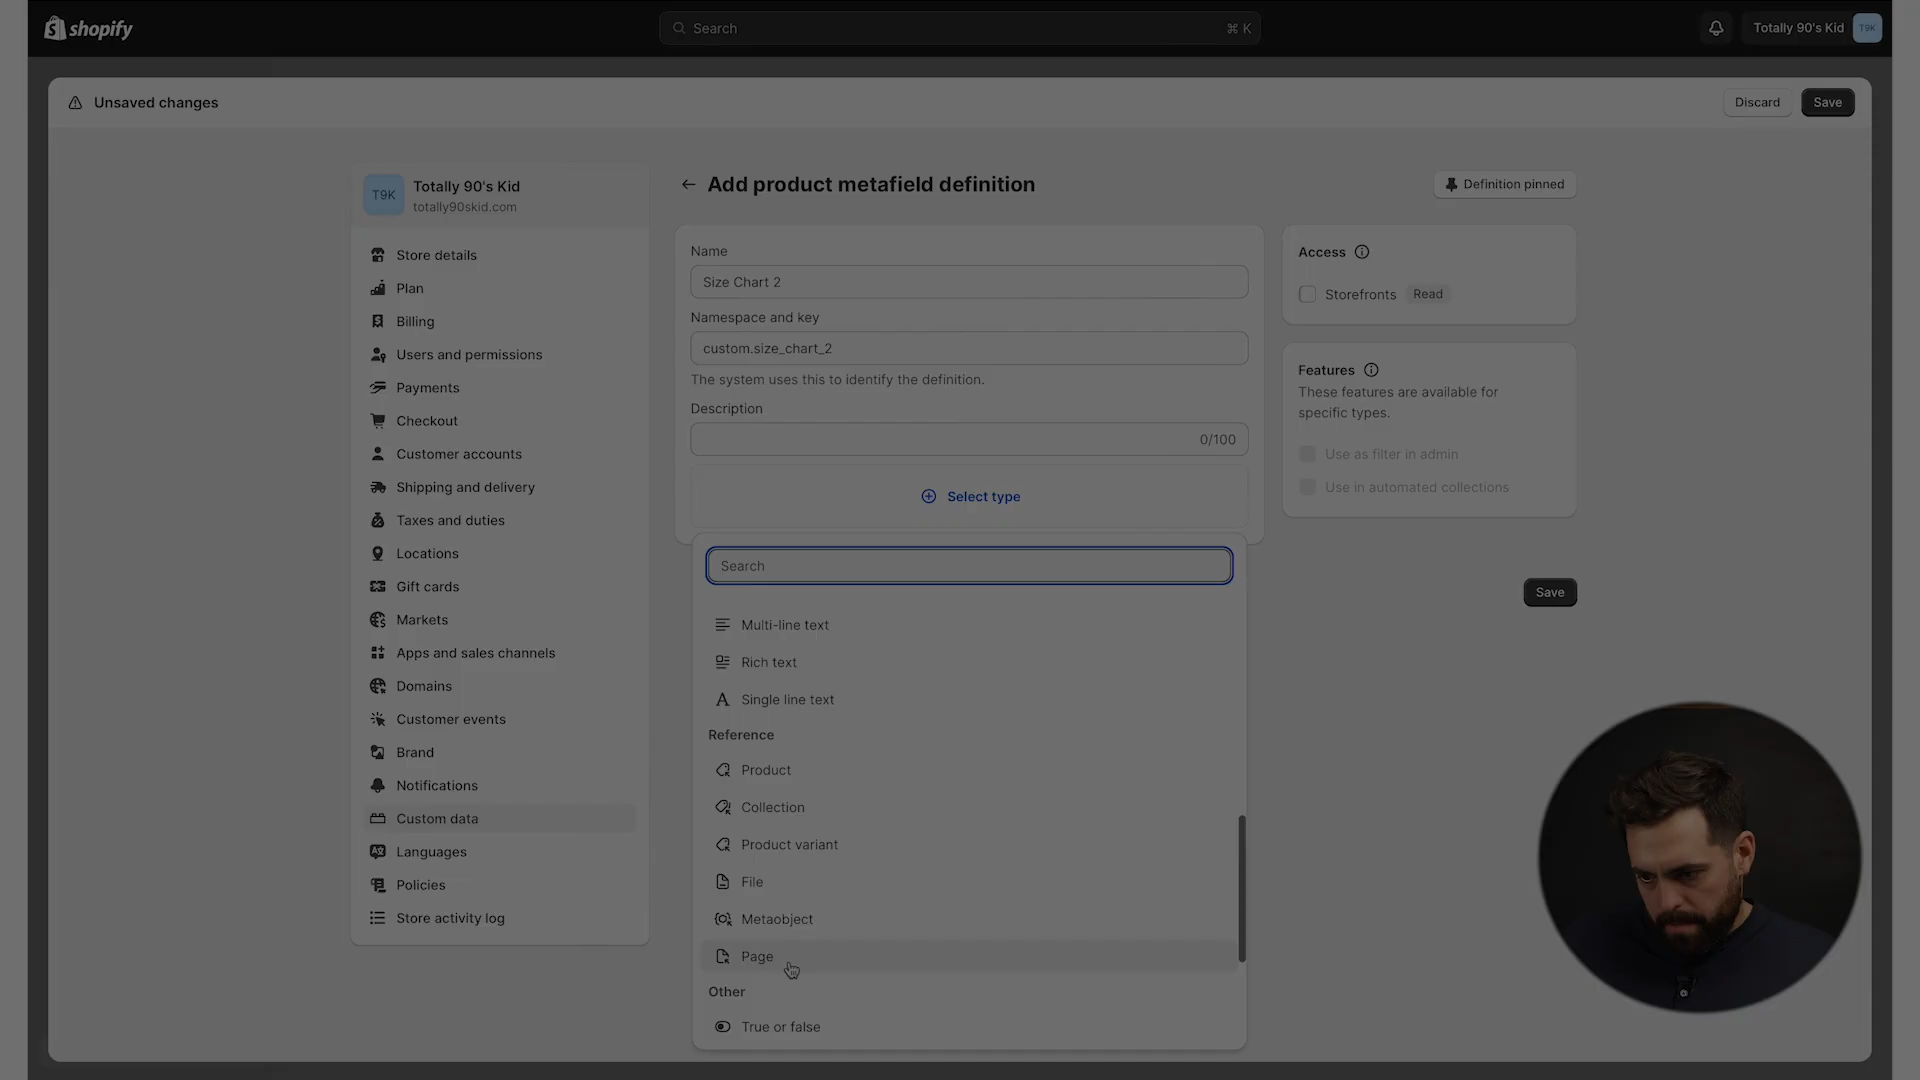 shopify
Search
⌘ K
Totally 90's Kid
T9K
Unsaved changes
Discard
Save
T9K
Totally 90's Kid
totally90skid.com
Store details
Plan
Billing
Users and permissions
Payments
Checkout
Customer accounts
Shipping and delivery
Taxes and duties
Locations
Gift cards
Markets
Apps and sales channels
Domains
Customer events
Brand
Notifications
Custom data
Languages
Policies
Store activity log
Add product metafield definition
Definition pinned
Name
Size Chart 2
Namespace and key
custom.size_chart_2
The system uses this to identify the definition.
Description
0/100
Select type
Search
Multi-line text
Rich text
Single line text
Reference
Product
Collection
Product variant
File
Metaobject
Page
Other
True or false
Access
Storefronts Read
Features
These features are available for
specific types.
Use as filter in admin
Use in automated collections
Save